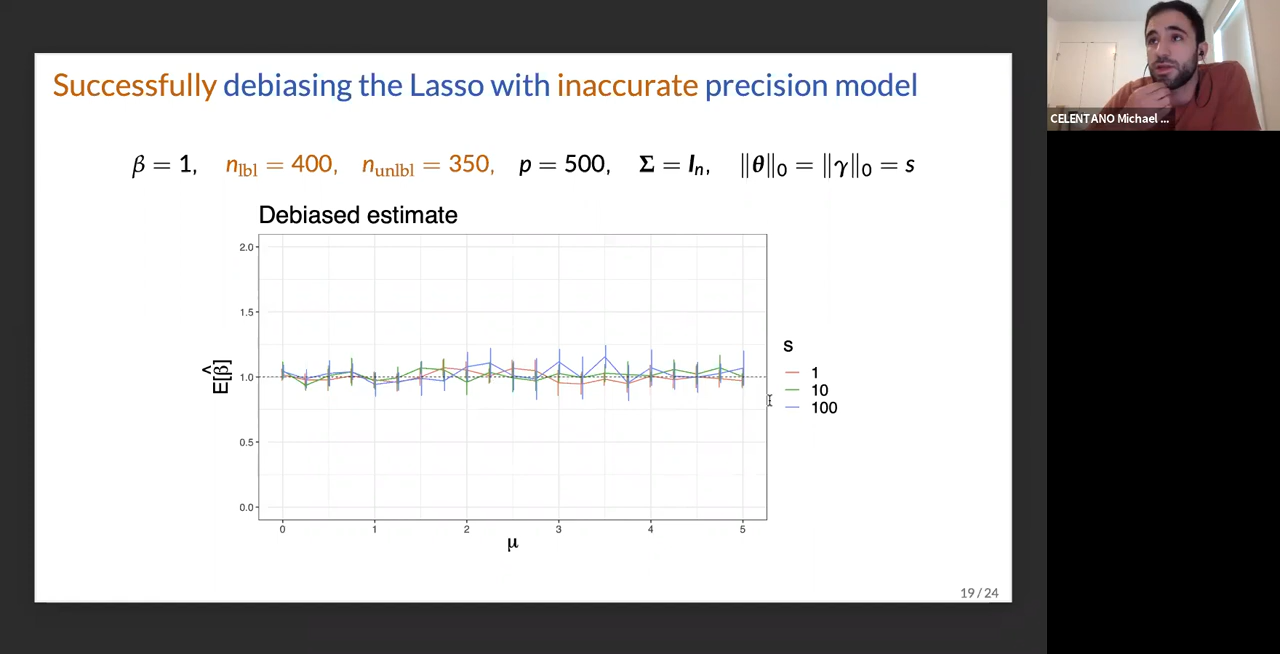 Successfully debiasing the Lasso with inaccurate precision model
β = 1, n_lbl = 400, n_unlbl = 350, p = 500, Σ = I_n, ‖θ‖₀ = ‖γ‖₀ = s
Debiased estimate
2.0
1.5
1.0
0.5
0.0
E[β̂]
0 1 2 3 4 5
μ
s
1
10
100
19 / 24
CELENTANO Michael ...